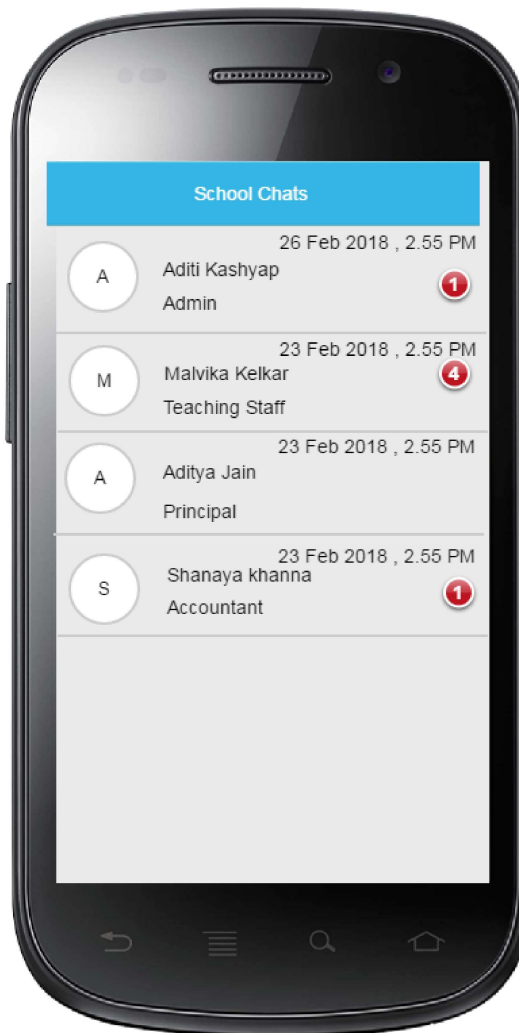 School Chats
26 Feb 2018 , 2.55 PM
A
Aditi Kashyap
1
Admin
23 Feb 2018 , 2.55 PM
M
Malvika Kelkar
4
Teaching Staff
23 Feb 2018 , 2.55 PM
A
Aditya Jain
Principal
23 Feb 2018 , 2.55 PM
S
Shanaya khanna
1
Accountant